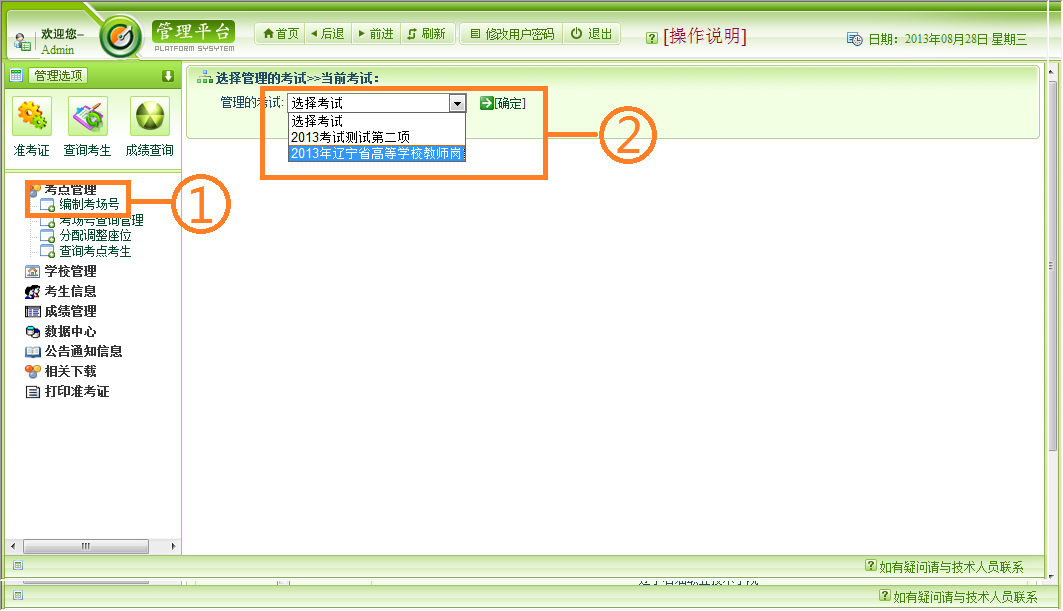 欢迎您-
Admin
管理平台
PLATFORM SYSYTEM
首页 后退 前进 刷新 修改用户密码 退出
[操作说明]
日期: 2013年08月28日 星期三
管理选项
准考证 查询考生 成绩查询
选择管理的考试>>当前考试:
管理的考试: 选择考试 [确定]
选择考试
2013考试测试第二项
2013年辽宁省高等学校教师岗
①
②
考点管理
编制考场号
考场号查询管理
分配调整座位
查询考点考生
学校管理
考生信息
成绩管理
数据中心
公告通知信息
相关下载
打印准考证
如有疑问请与技术人员联系
如有疑问请与技术人员联系